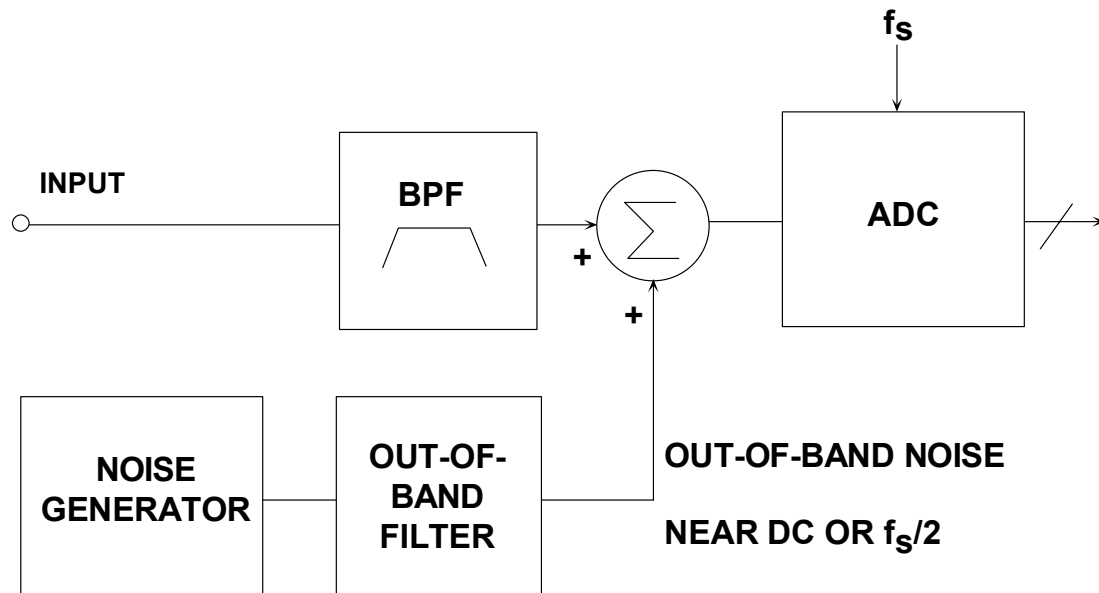 fs
INPUT
BPF
Σ
ADC
+
+
NOISE
GENERATOR
OUT-OF-
BAND
FILTER
OUT-OF-BAND NOISE
NEAR DC OR fs/2